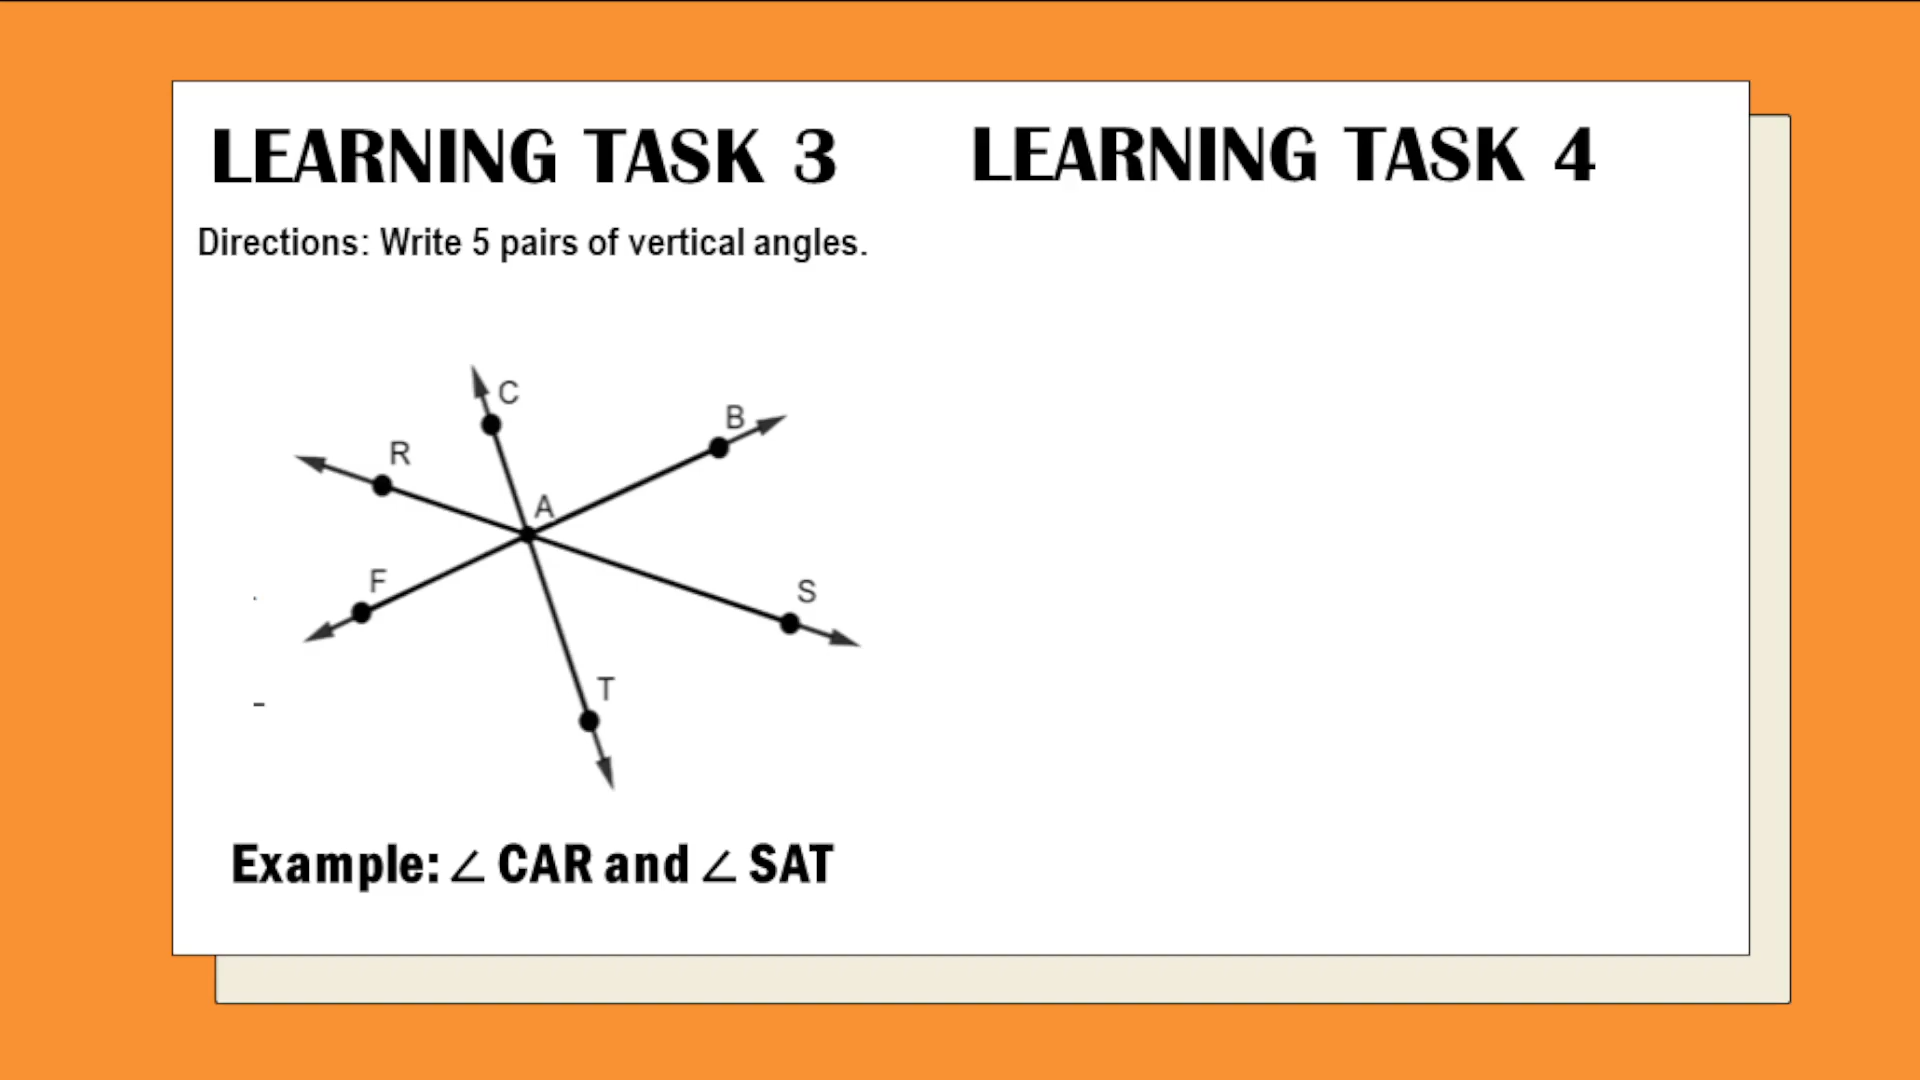 LEARNING TASK 3
Directions: Write 5 pairs of vertical angles.
C
B
R
A
F
S
T
Example: ∠ CAR and ∠ SAT
LEARNING TASK 4